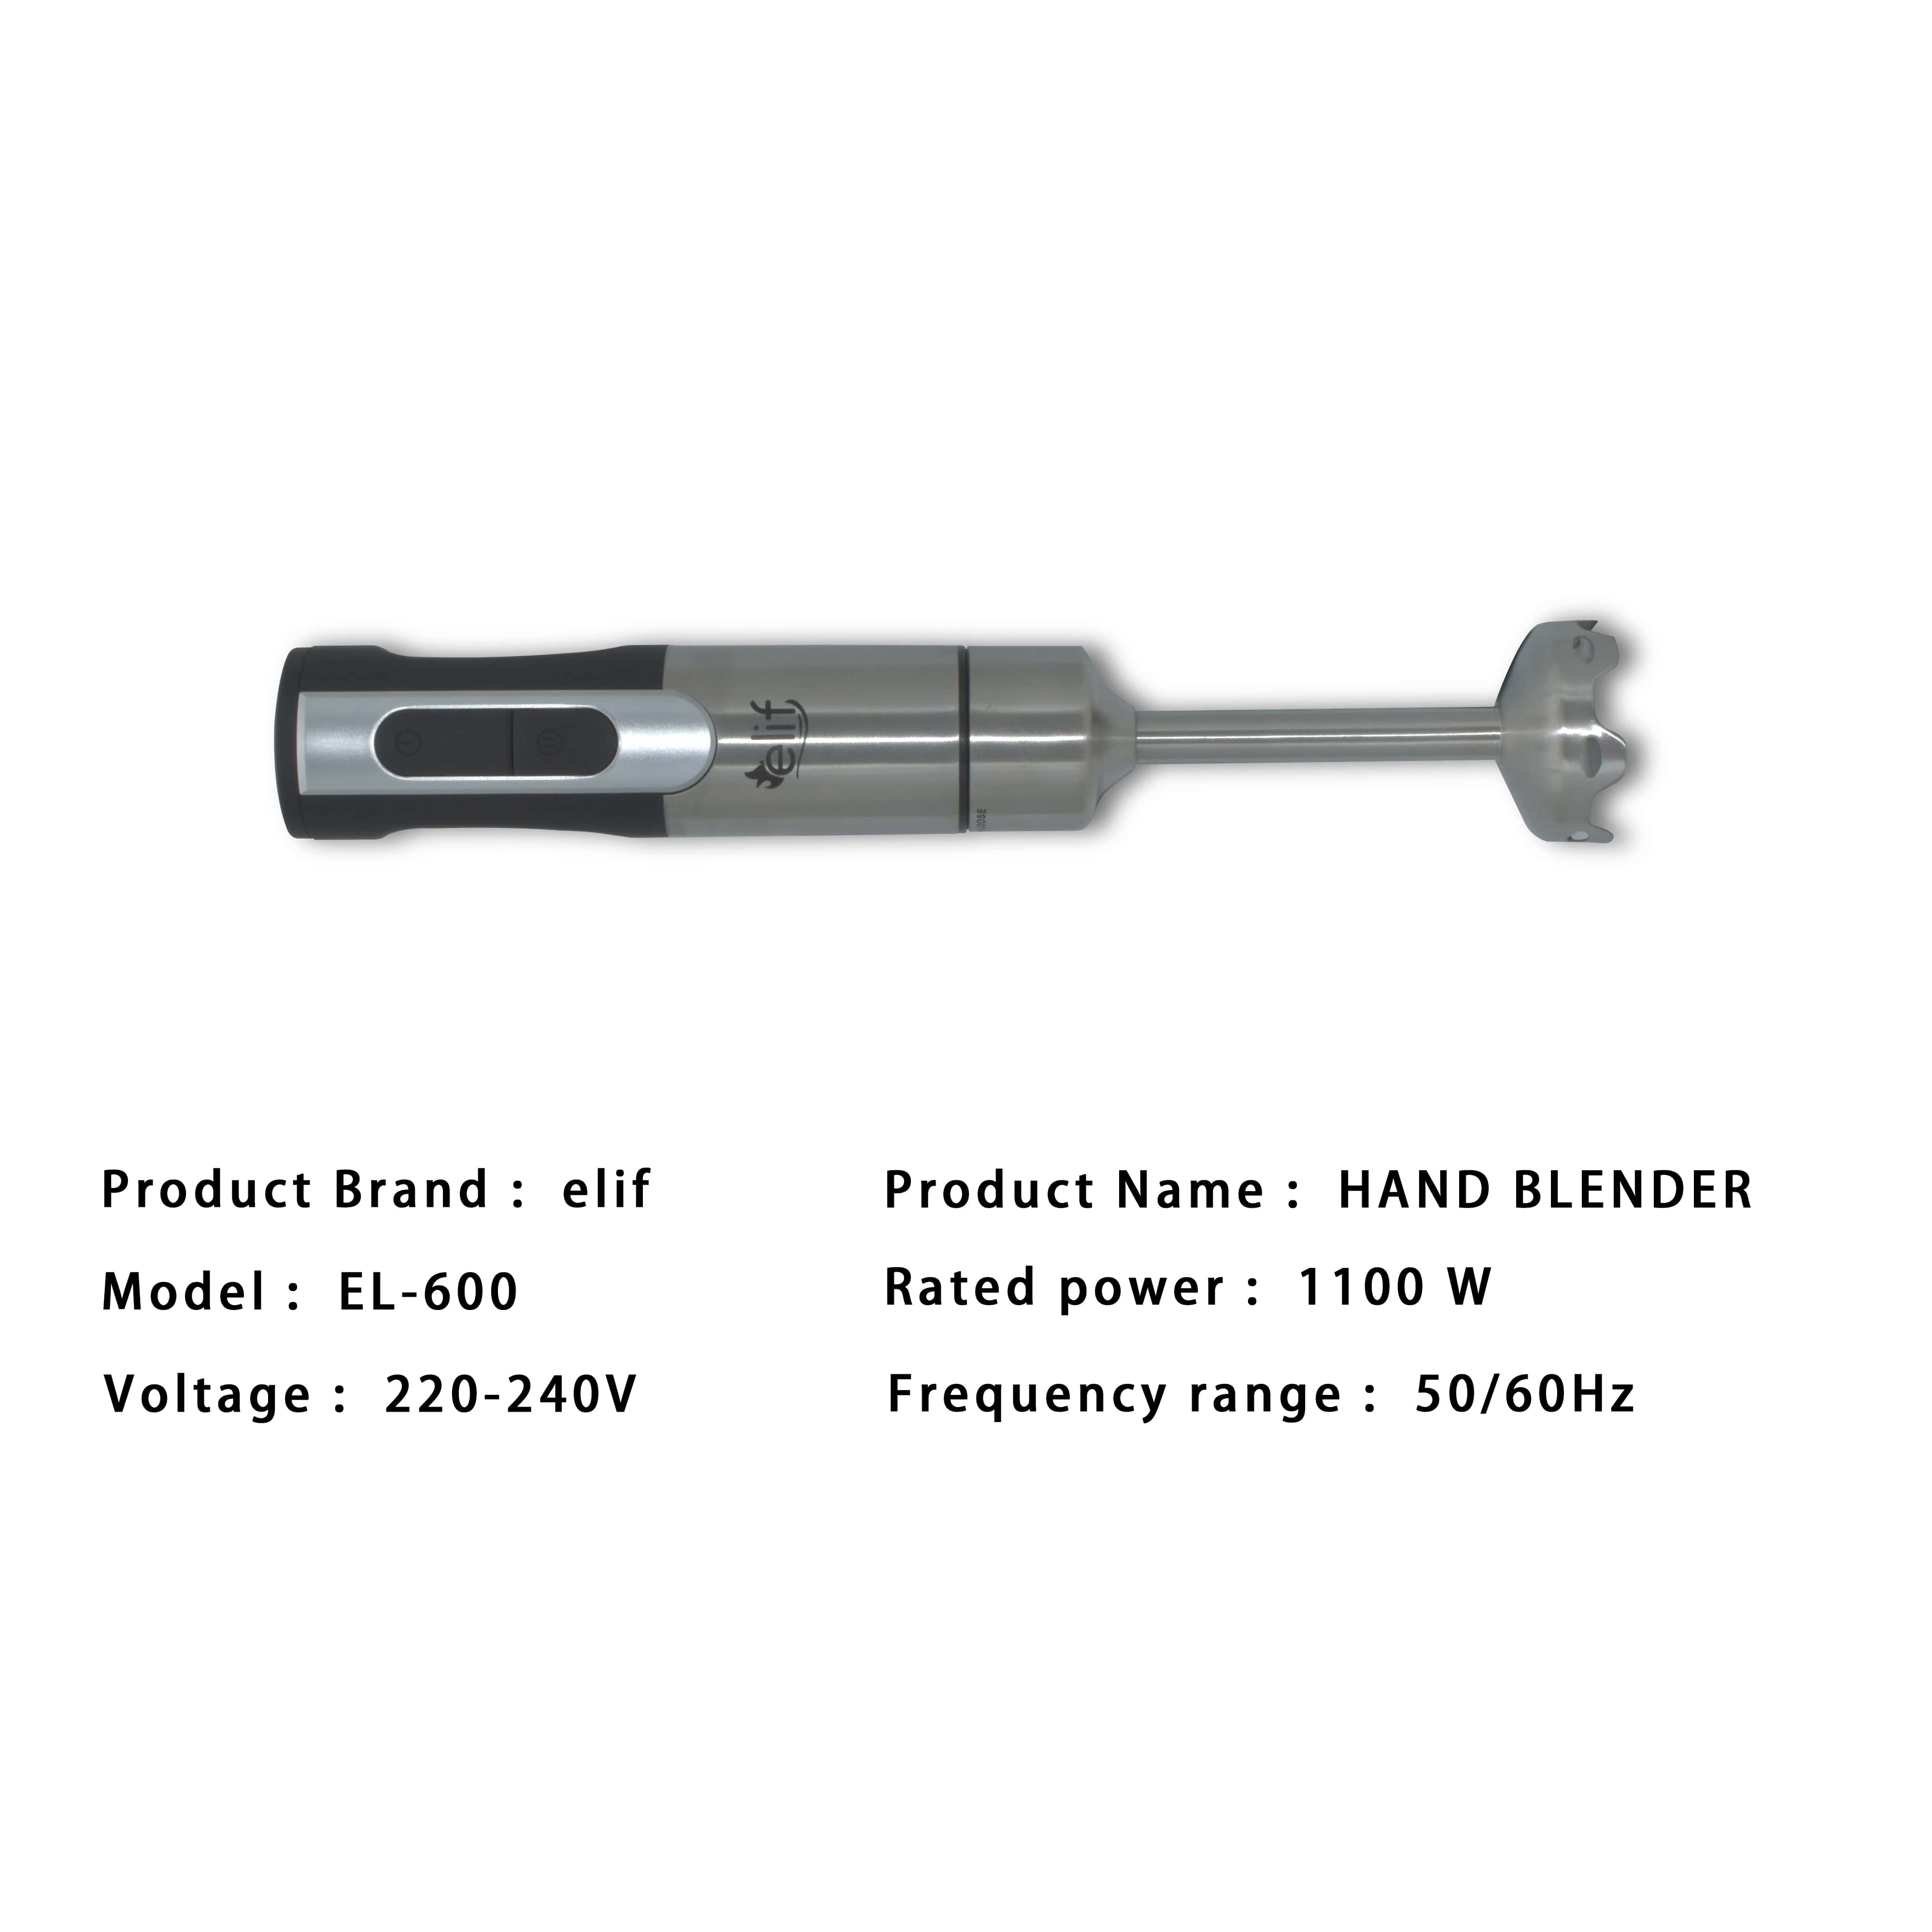 elif
Product Brand : elif
Product Name : HAND BLENDER
Model : EL-600
Rated power : 1100 W
Voltage : 220-240V
Frequency range : 50/60Hz